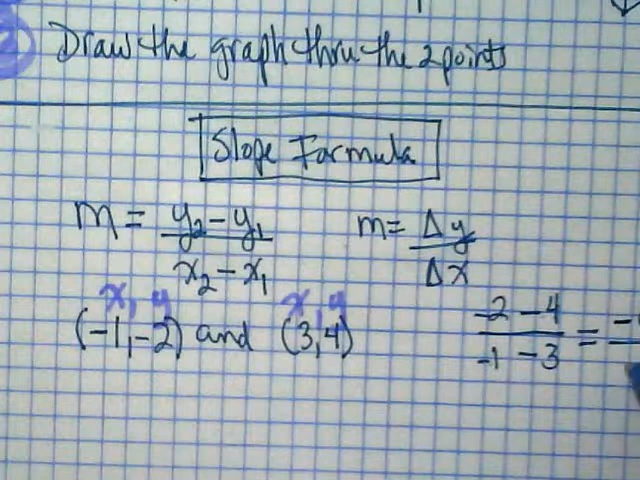 Draw the graph thru the 2 points
Slope Formula
m = y₂ - y₁ / x₂ - x₁
m = Δy / Δx
x, y x, y
(-1, -2) and (3, 4)
-2 - 4 / -1 - 3 = -